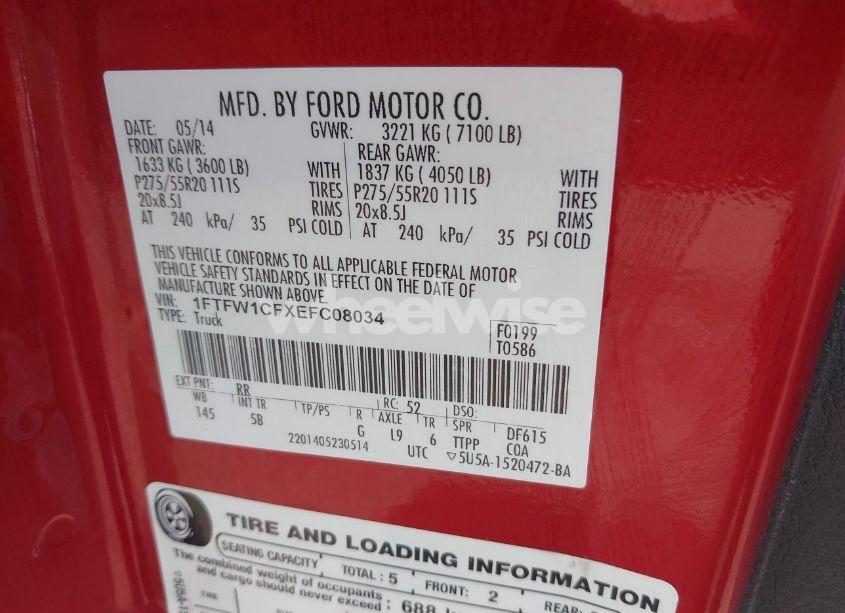 MFD. BY FORD MOTOR CO.
DATE: 05/14 GVWR: 3221 KG ( 7100 LB)
FRONT GAWR: REAR GAWR:
1633 KG ( 3600 LB) WITH 1837 KG ( 4050 LB) WITH
P275/55R20 111S TIRES P275/55R20 111S TIRES
20x8.5J RIMS 20x8.5J RIMS
AT 240 kPa/ 35 PSI COLD AT 240 kPa/ 35 PSI COLD
THIS VEHICLE CONFORMS TO ALL APPLICABLE FEDERAL MOTOR
VEHICLE SAFETY STANDARDS IN EFFECT ON THE DATE OF
MANUFACTURE SHOWN ABOVE.
VIN: 1FTFW1CFXEFC08034
TYPE: Truck
F0199
T0586
wheelwise
EXT PNT: RR RC: 52 DSO:
WB INT TR TP/PS R AXLE TR SPR DF615
145 5B G L9 6 TTPP COA
2201405230514 UTC ▽5U5A-1520472-BA
TIRE AND LOADING INFORMATION
SEATING CAPACITY TOTAL: 5 FRONT: 2 REAR:
The combined weight of occupants
and cargo should never exceed: 688